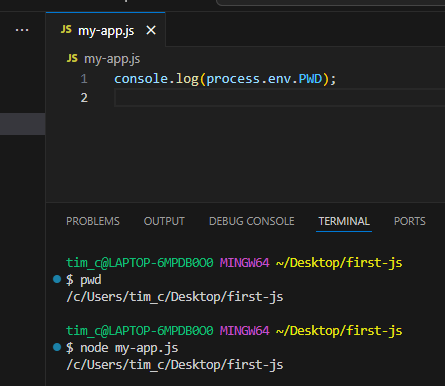 ... JS my-app.js ×
JS my-app.js
1 console.log(process.env.PWD);
2
PROBLEMS OUTPUT DEBUG CONSOLE TERMINAL PORTS
tim_c@LAPTOP-6MPDB0O0 MINGW64 ~/Desktop/first-js
$ pwd
/c/Users/tim_c/Desktop/first-js
tim_c@LAPTOP-6MPDB0O0 MINGW64 ~/Desktop/first-js
$ node my-app.js
/c/Users/tim_c/Desktop/first-js